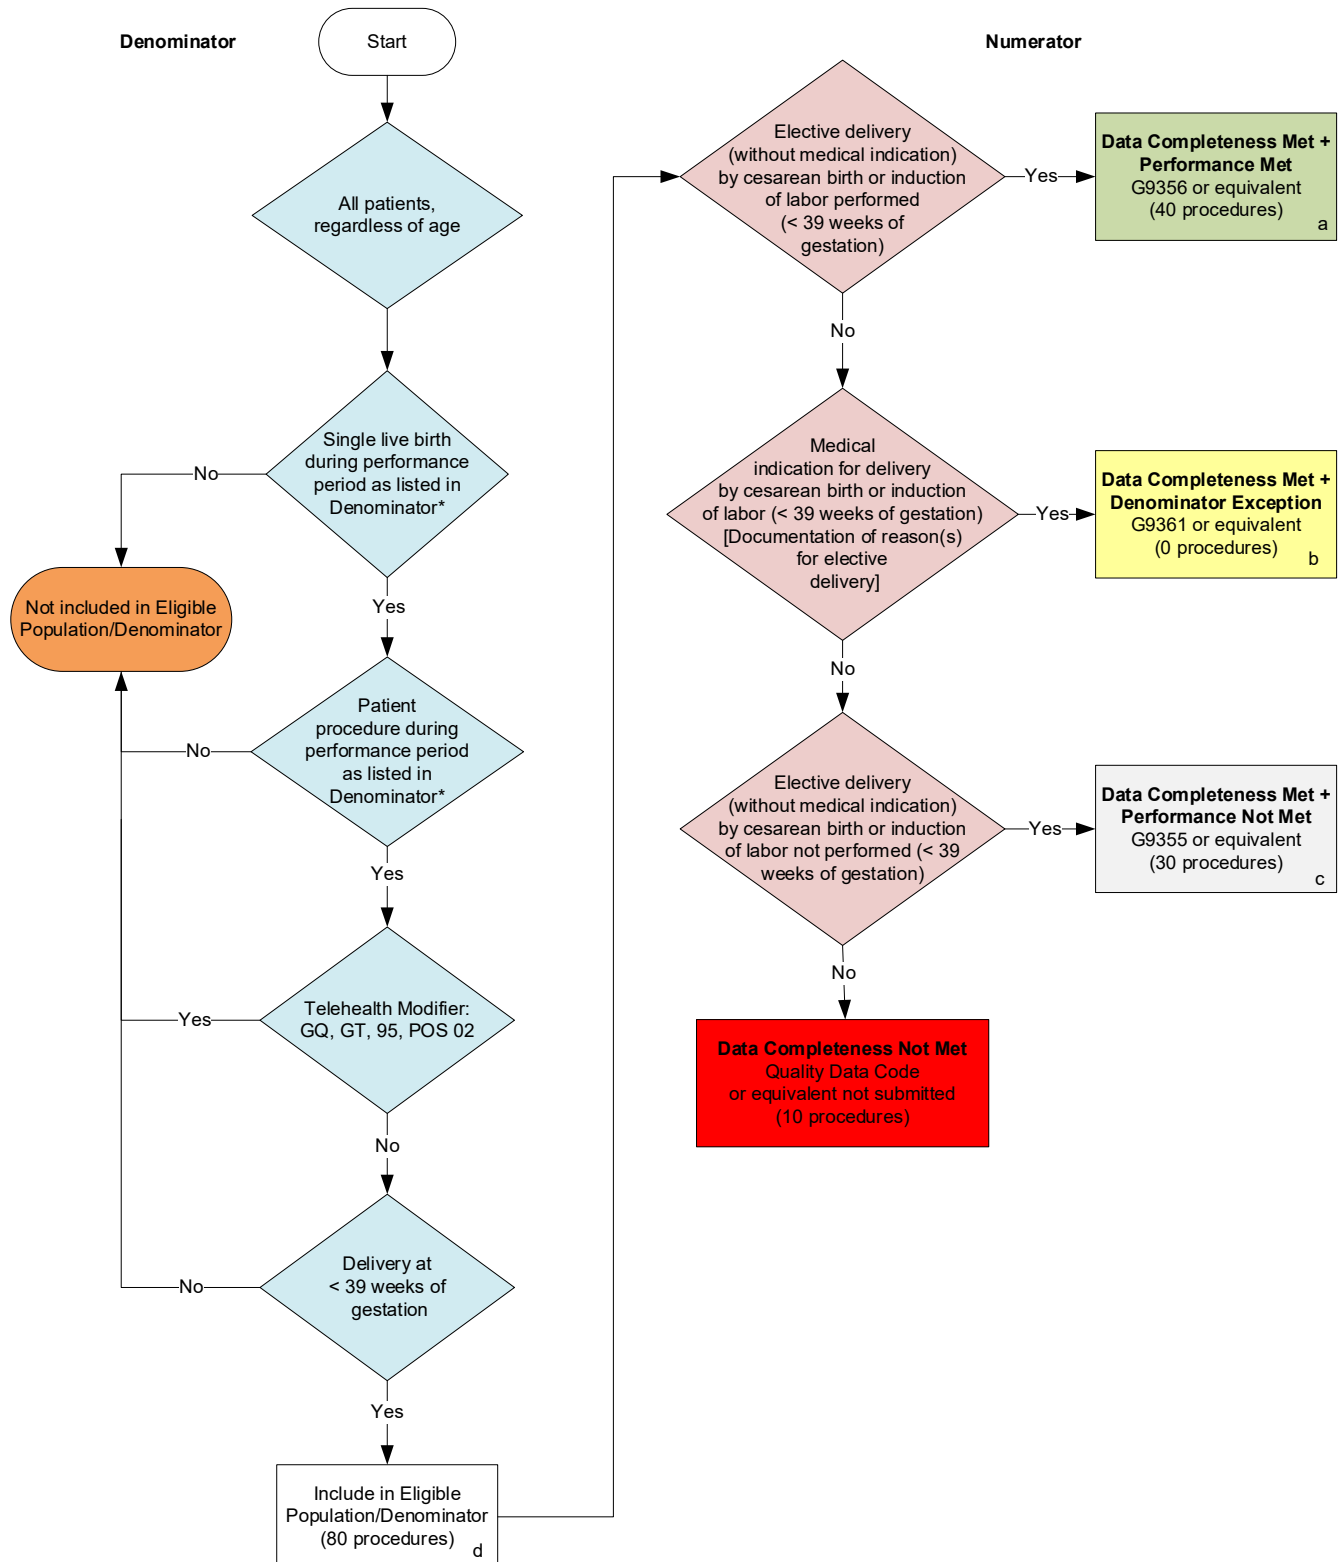 Denominator
Start
All patients,
regardless of age
Single live birth
during performance
period as listed in
Denominator*
No
Not included in Eligible
Population/Denominator
Yes
Patient
procedure during
performance period
as listed in
Denominator*
No
Yes
Telehealth Modifier:
GQ, GT, 95, POS 02
Yes
No
Delivery at
< 39 weeks of
gestation
No
Yes
Include in Eligible
Population/Denominator
(80 procedures)
d
Numerator
Elective delivery
(without medical indication)
by cesarean birth or induction
of labor performed
(< 39 weeks of
gestation)
Yes
Data Completeness Met +
Performance Met
G9356 or equivalent
(40 procedures)
a
No
Medical
indication for delivery
by cesarean birth or induction
of labor (< 39 weeks of gestation)
[Documentation of reason(s)
for elective
delivery]
Yes
Data Completeness Met +
Denominator Exception
G9361 or equivalent
(0 procedures)
b
No
Elective delivery
(without medical indication)
by cesarean birth or induction
of labor not performed (< 39
weeks of gestation)
Yes
Data Completeness Met +
Performance Not Met
G9355 or equivalent
(30 procedures)
c
No
Data Completeness Not Met
Quality Data Code
or equivalent not submitted
(10 procedures)